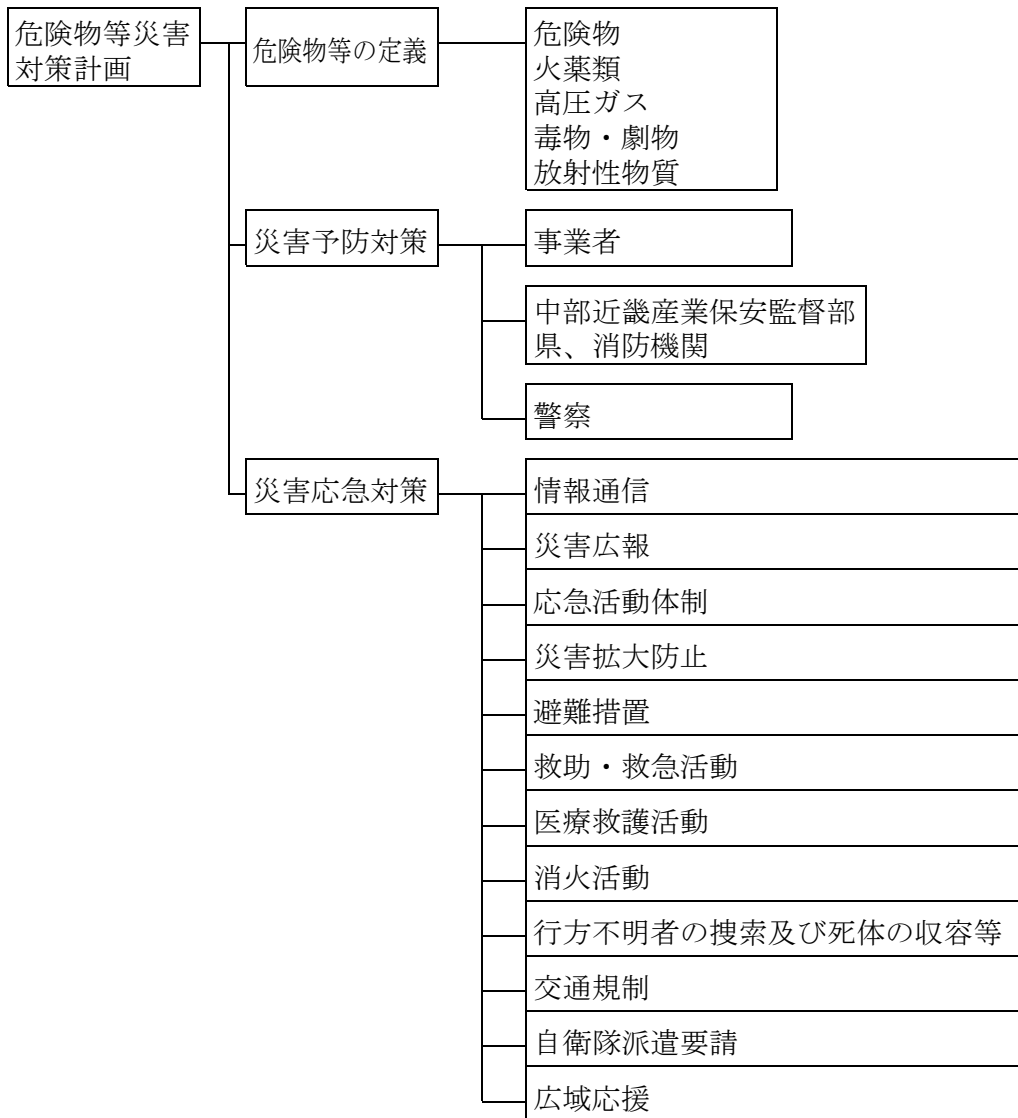 危険物等災害
対策計画
危険物等の定義
危険物
火薬類
高圧ガス
毒物・劇物
放射性物質
災害予防対策
事業者
中部近畿産業保安監督部
県、消防機関
警察
災害応急対策
情報通信
災害広報
応急活動体制
災害拡大防止
避難措置
救助・救急活動
医療救護活動
消火活動
行方不明者の捜索及び死体の収容等
交通規制
自衛隊派遣要請
広域応援